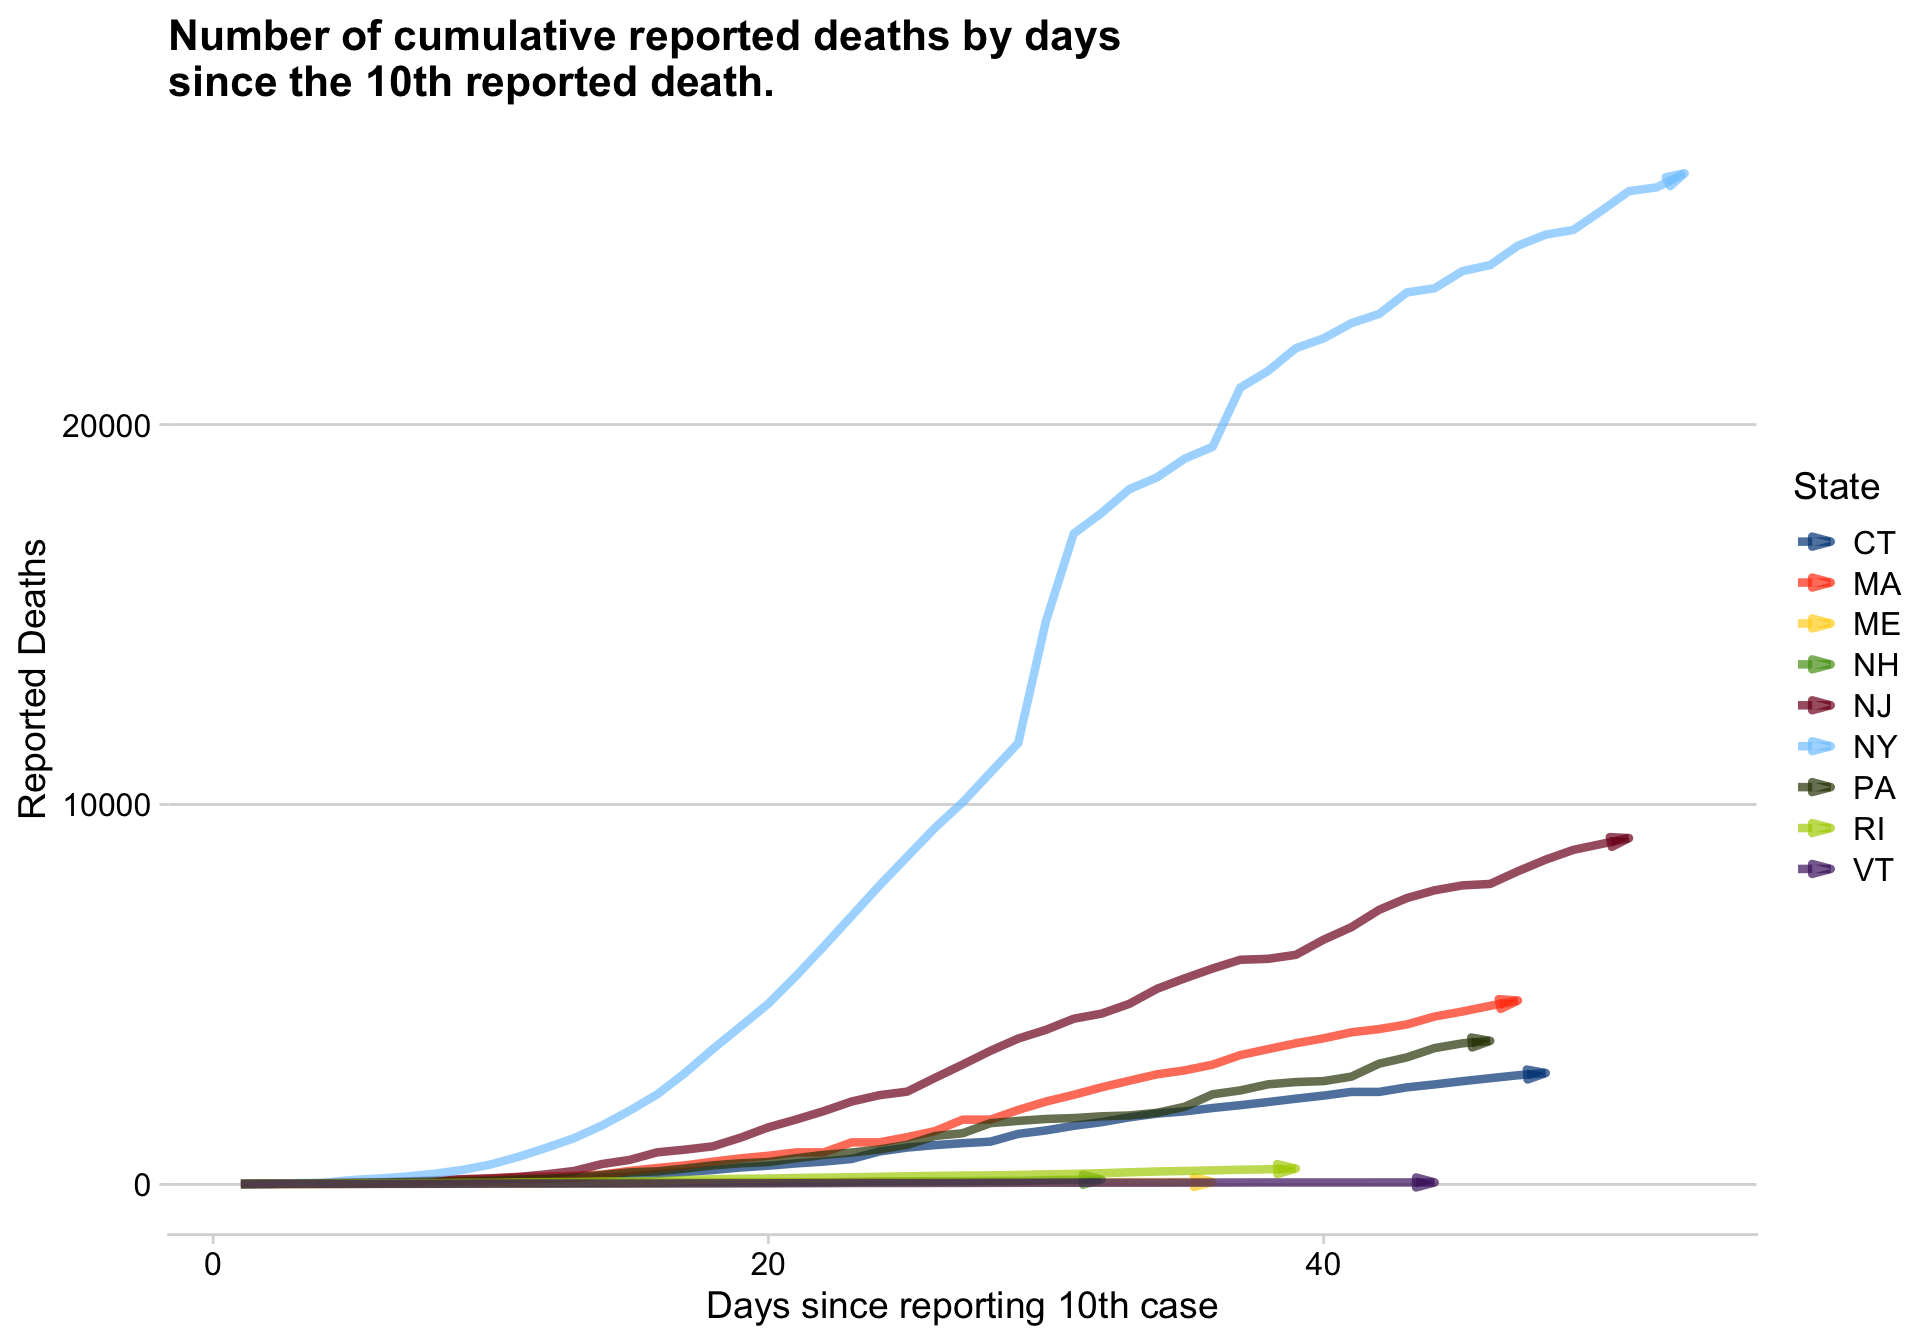 Number of cumulative reported deaths by days
since the 10th reported death.
Reported Deaths
20000
10000
0
0
20
40
Days since reporting 10th case
State
CT
MA
ME
NH
NJ
NY
PA
RI
VT